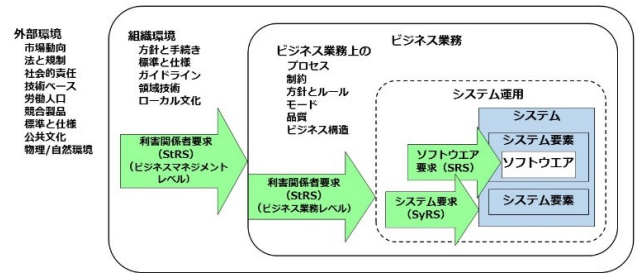 外部環境
市場動向
法と規制
社会的責任
技術ベース
労働人口
競合製品
標準と仕様
公共文化
物理/自然環境
組織環境
方針と手続き
標準と仕様
ガイドライン
領域技術
ローカル文化
利害関係者要求
(StRS)
(ビジネスマネジメント
レベル)
ビジネス業務
ビジネス業務上の
プロセス
制約
方針とルール
モード
品質
ビジネス構造
利害関係者要求
(StRS)
(ビジネス業務レベル)
システム運用
システム
システム要素
ソフトウエア
ソフトウエア
要求(SRS)
システム要求
(SyRS)
システム要素